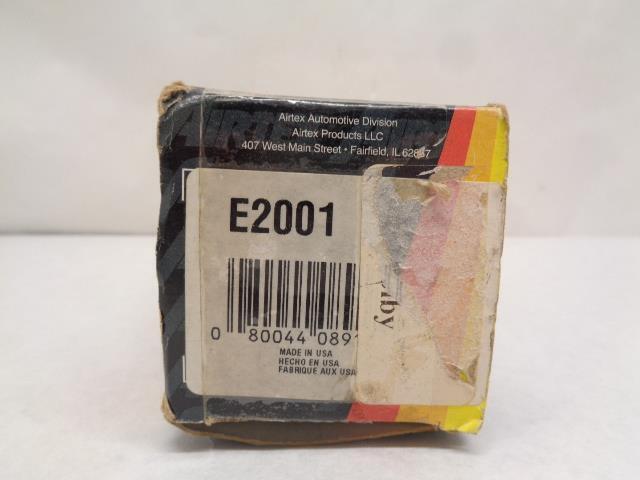 Airtex Automotive Division
Airtex Products LLC
407 West Main Street • Fairfield, IL 62837
E2001
0 80044 0891
MADE IN USA
HECHO EN USA
FABRIQUE AUX USA